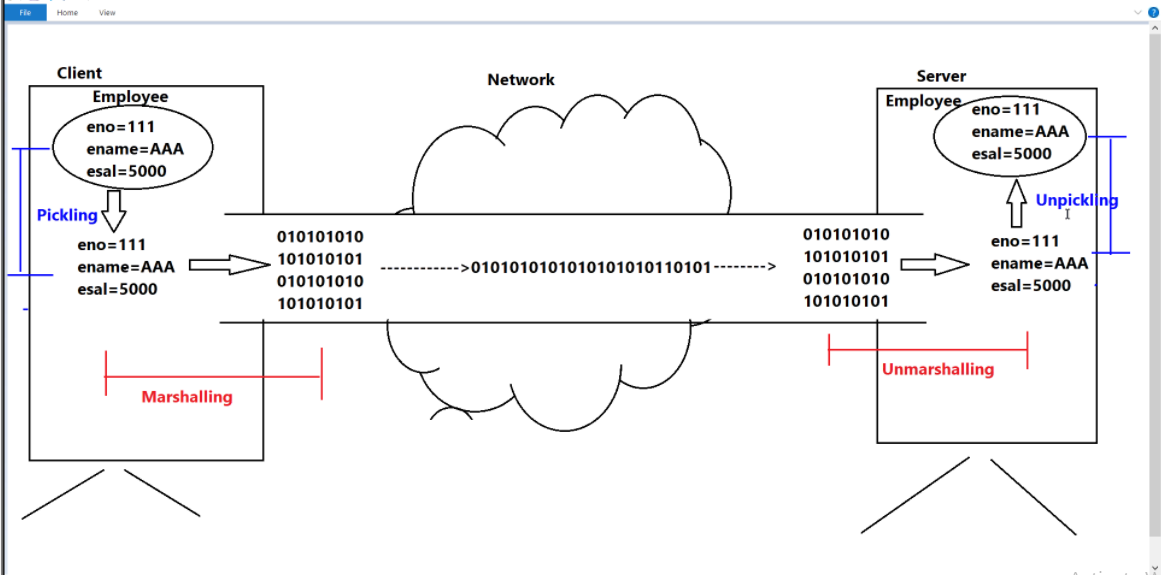 File Home View
Client
Network
Server
Employee
eno=111
ename=AAA
esal=5000
Pickling
eno=111
ename=AAA
esal=5000
010101010
101010101
010101010
101010101
---------->0101010101010101010110101------->
010101010
101010101
010101010
101010101
Employee
eno=111
ename=AAA
esal=5000
Unpickling
eno=111
ename=AAA
esal=5000
Marshalling
Unmarshalling